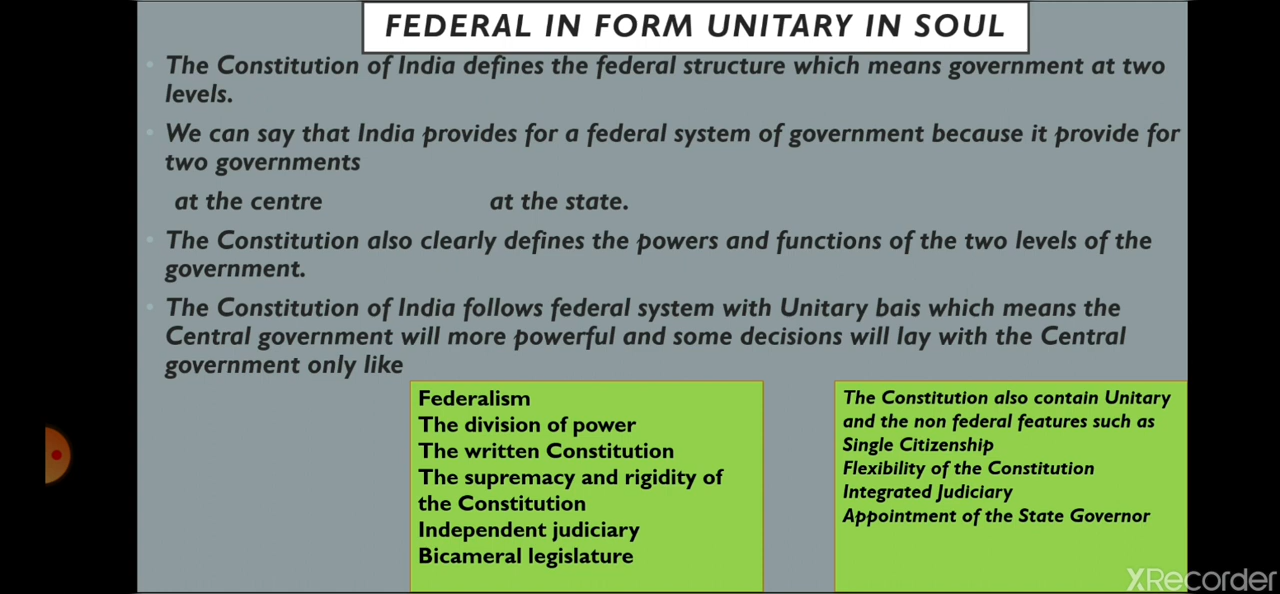 FEDERAL IN FORM UNITARY IN SOUL
The Constitution of India defines the federal structure which means government at two
levels.
We can say that India provides for a federal system of government because it provide for
two governments
at the centre at the state.
The Constitution also clearly defines the powers and functions of the two levels of the
government.
The Constitution of India follows federal system with Unitary bais which means the
Central government will more powerful and some decisions will lay with the Central
government only like
Federalism
The division of power
The written Constitution
The supremacy and rigidity of
the Constitution
Independent judiciary
Bicameral legislature
The Constitution also contain Unitary
and the non federal features such as
Single Citizenship
Flexibility of the Constitution
Integrated Judiciary
Appointment of the State Governor
XRecorder